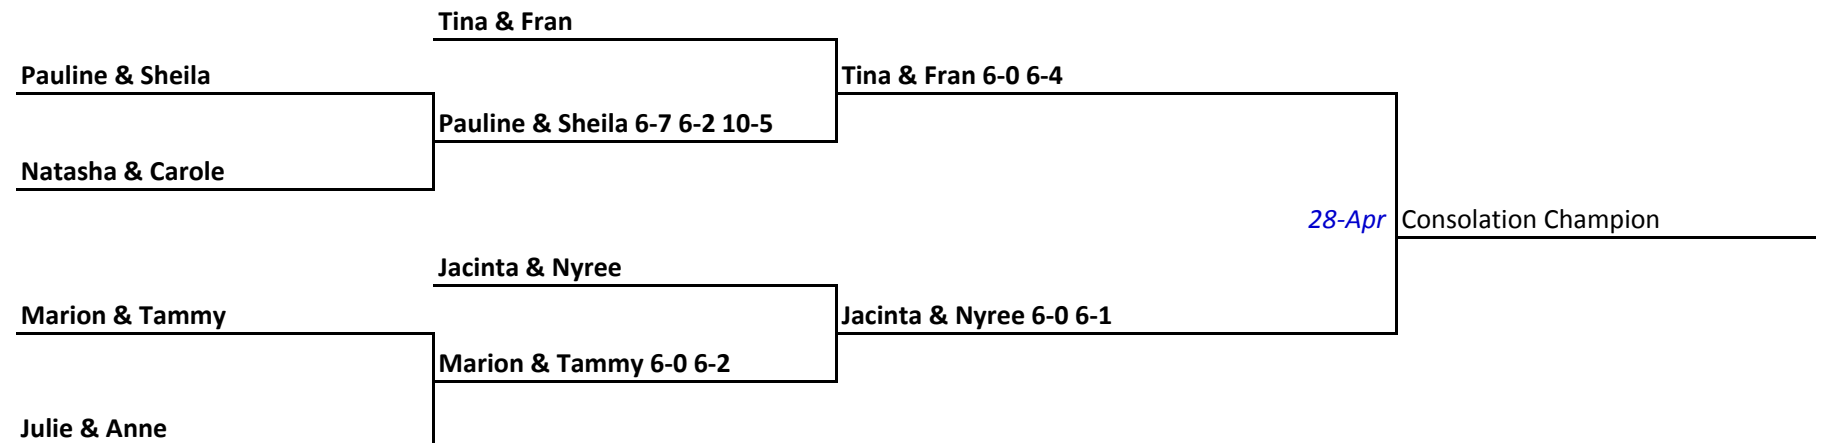 Tina & Fran
Pauline & Sheila
Tina & Fran 6-0 6-4
Pauline & Sheila 6-7 6-2 10-5
Natasha & Carole
28-Apr Consolation Champion
Jacinta & Nyree
Marion & Tammy
Jacinta & Nyree 6-0 6-1
Marion & Tammy 6-0 6-2
Julie & Anne